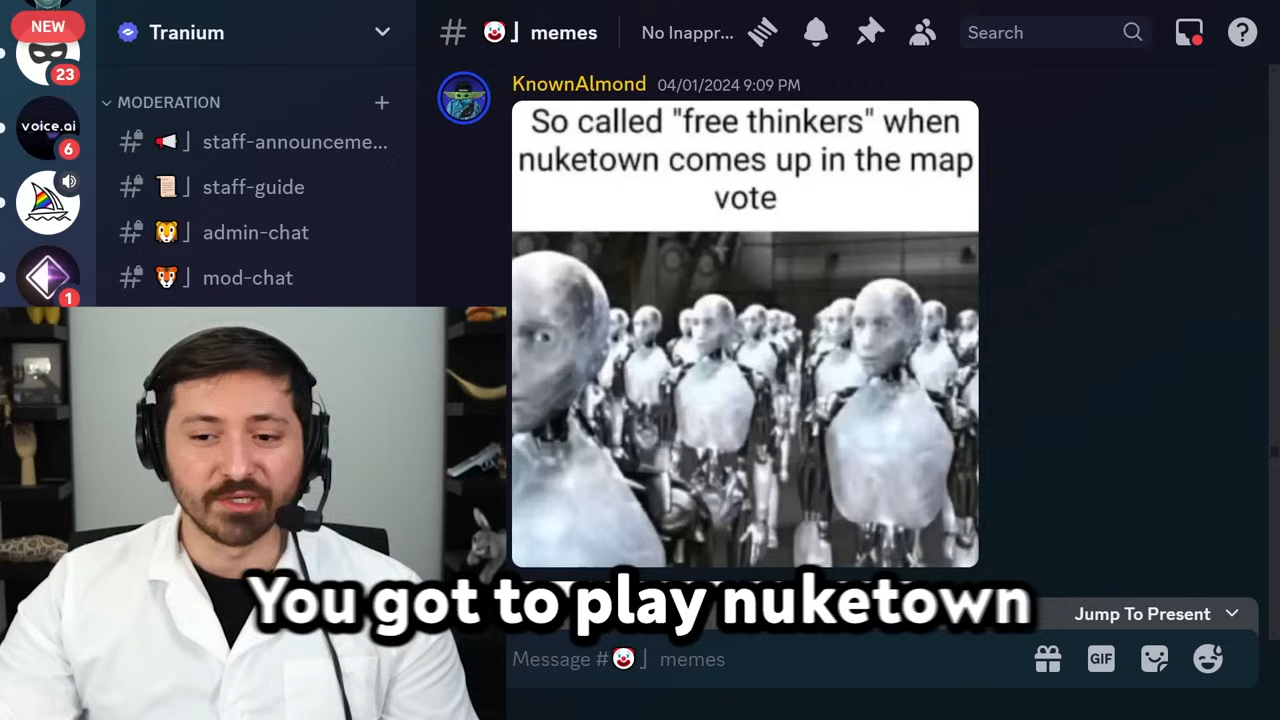 NEW
23
voice.ai
6
1
Tranium
MODERATION
staff-announceme...
staff-guide
admin-chat
mod-chat
memes
No Inappr...
Search
KnownAlmond 04/01/2024 9:09 PM
So called "free thinkers" when
nuketown comes up in the map
vote
You got to play nuketown
Jump To Present
Message # memes
GIF